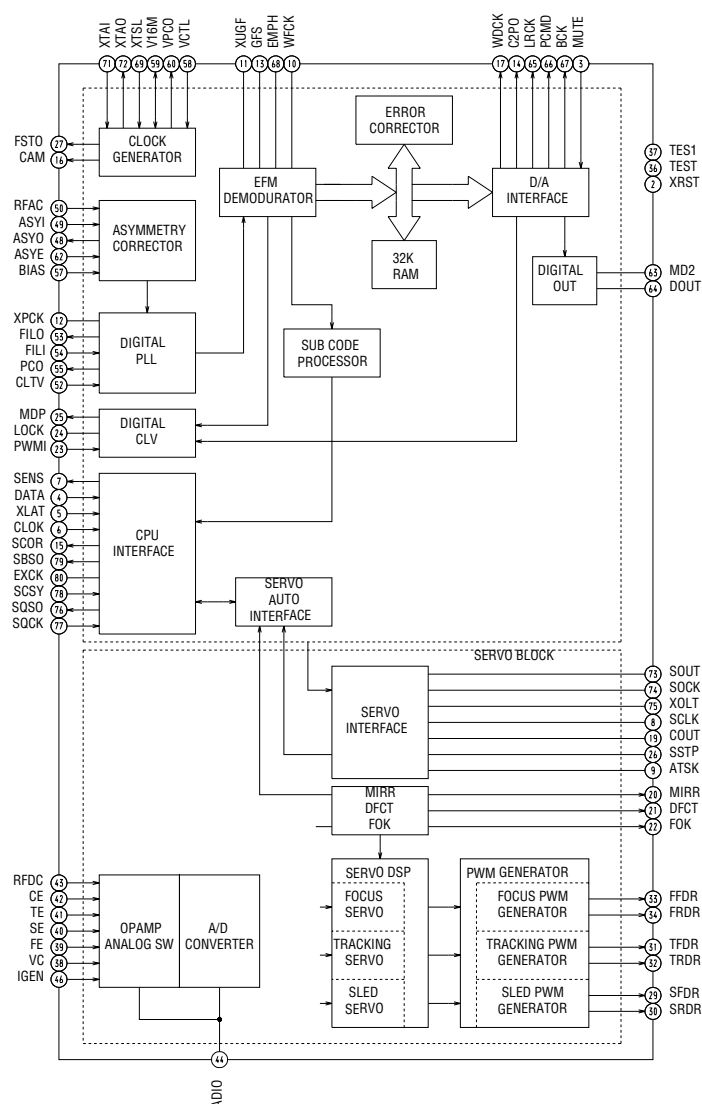 XTAI
XTAO
XTSL
V16M
VPCO
VCTL
XUGF
GFS
EMPH
WFCK
WDCK
C2PO
LRCK
PCMD
BCK
MUTE
71
72
69
59
60
58
11
13
68
10
17
14
65
66
67
3
ERROR
CORRECTOR
FSTO 27
CAM 16
CLOCK
GENERATOR
37 TES1
36 TEST
2 XRST
EFM
DEMODURATOR
D/A
INTERFACE
RFAC 50
ASYI 49
ASYO 48
ASYE 62
BIAS 57
ASYMMETRY
CORRECTOR
32K
RAM
DIGITAL
OUT
63 MD2
64 DOUT
XPCK 12
FILO 53
FILI 54
PCO 55
CLTV 52
DIGITAL
PLL
SUB CODE
PROCESSOR
MDP 25
LOCK 24
PWMI 23
DIGITAL
CLV
SENS 7
DATA 4
XLAT 5
CLOK 6
SCOR 15
SBSO 79
EXCK 80
SCSY 78
SQSO 76
SQCK 77
CPU
INTERFACE
SERVO
AUTO
INTERFACE
SERVO BLOCK
SERVO
INTERFACE
73 SOUT
74 SOCK
75 XOLT
8 SCLK
19 COUT
26 SSTP
9 ATSK
MIRR
DFCT
FOK
20 MIRR
21 DFCT
22 FOK
RFDC 43
CE 42
TE 41
SE 40
FE 39
VC 38
IGEN 46
OPAMP
ANALOG SW
A/D
CONVERTER
SERVO DSP
FOCUS
SERVO
TRACKING
SERVO
SLED
SERVO
PWM GENERATOR
FOCUS PWM
GENERATOR
TRACKING PWM
GENERATOR
SLED PWM
GENERATOR
33 FFDR
34 FRDR
31 TFDR
32 TRDR
29 SFDR
30 SRDR
44
ADIO